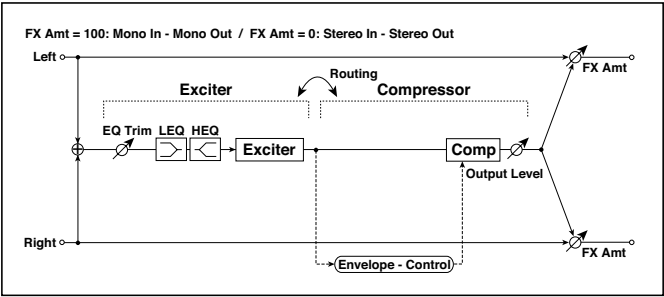 FX Amt = 100: Mono In - Mono Out / FX Amt = 0: Stereo In - Stereo Out
Left
FX Amt
Routing
Exciter
Compressor
EQ Trim
LEQ
HEQ
Exciter
Comp
Output Level
Right
FX Amt
Envelope - Control